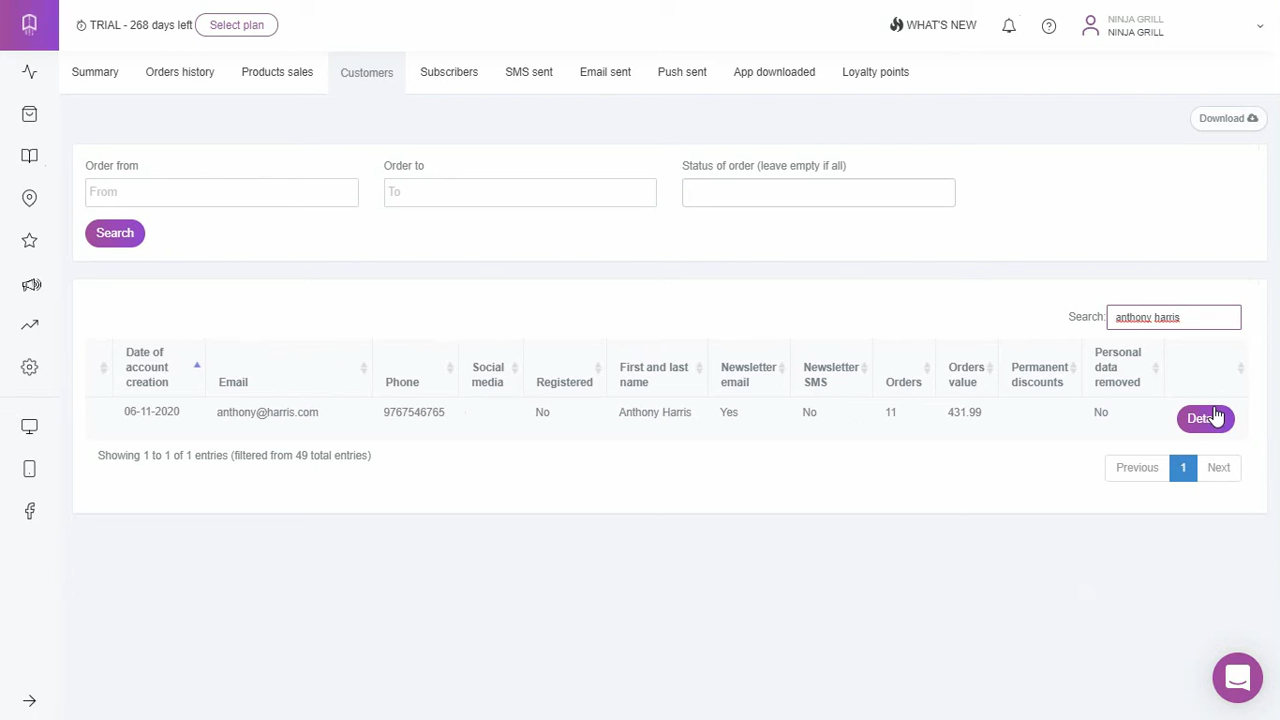 TRIAL - 268 days left Select plan WHAT'S NEW NINJA GRILL
NINJA GRILL
Summary Orders history Products sales Customers Subscribers SMS sent Email sent Push sent App downloaded Loyalty points
Download
Order from Order to Status of order (leave empty if all)
From To
Search
Search: anthony harris
Date of account creation Email Phone Social media Registered First and last name Newsletter email Newsletter SMS Orders Orders value Permanent discounts Personal data removed
06-11-2020 anthony@harris.com 9767546765 No Anthony Harris Yes No 11 431.99 No
Showing 1 to 1 of 1 entries (filtered from 49 total entries)
Previous 1 Next